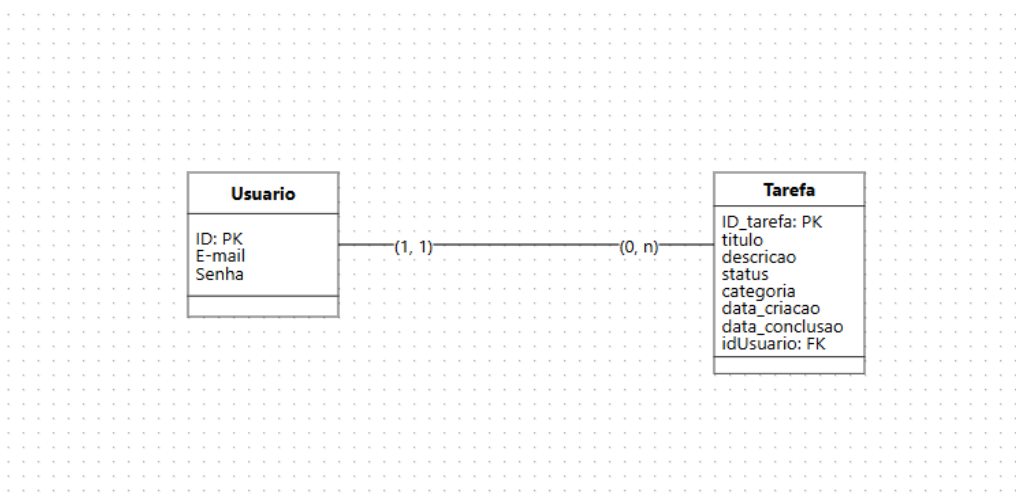 Usuario
ID: PK
E-mail
Senha
(1, 1)
(0, n)
Tarefa
ID_tarefa: PK
titulo
descricao
status
categoria
data_criacao
data_conclusao
idUsuario: FK